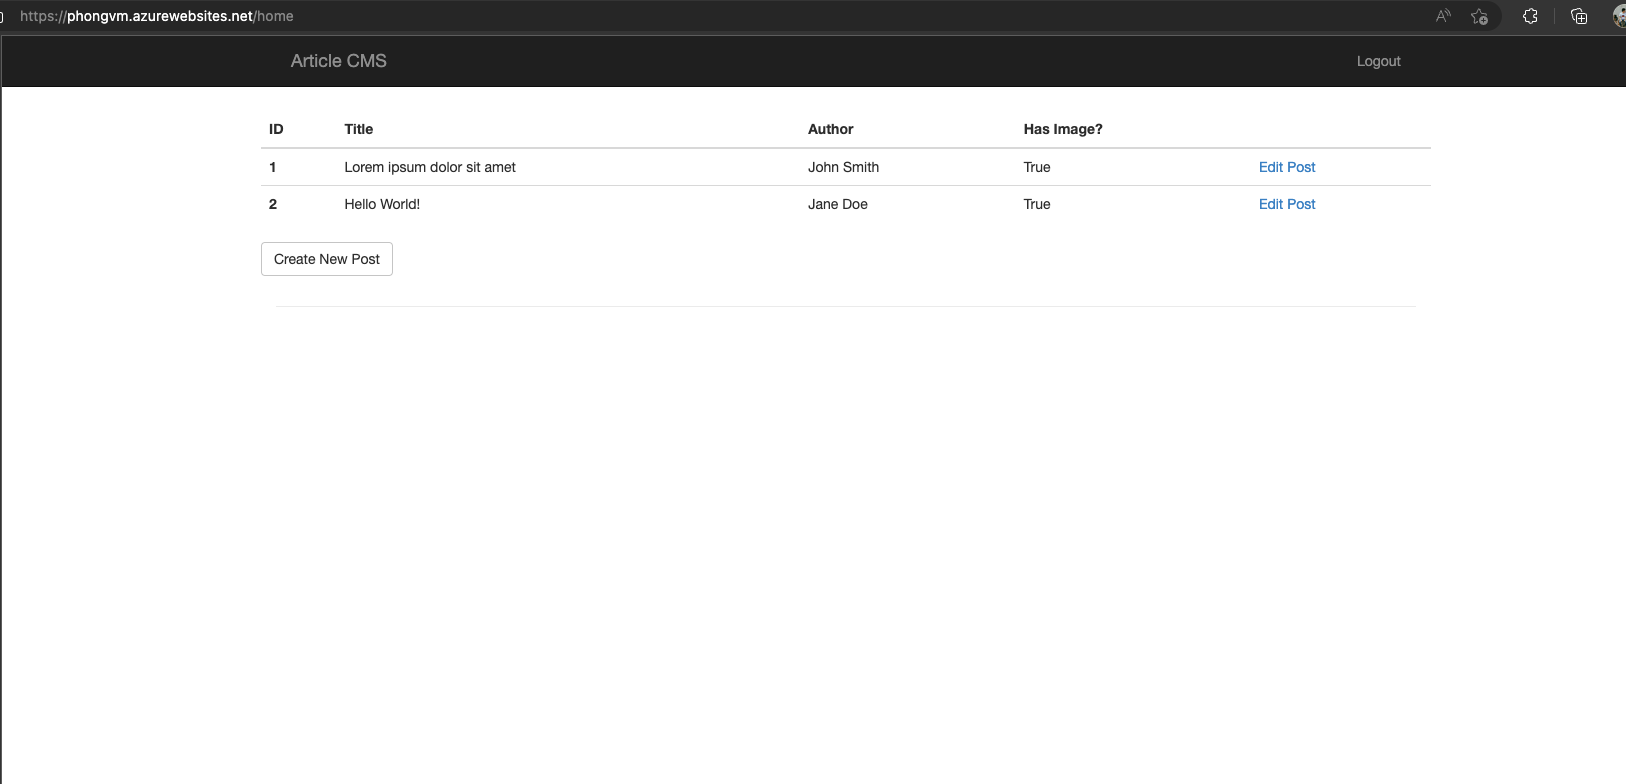 https://phongvm.azurewebsites.net/home
Article CMS Logout
ID Title Author Has Image?
1 Lorem ipsum dolor sit amet John Smith True Edit Post
2 Hello World! Jane Doe True Edit Post
Create New Post